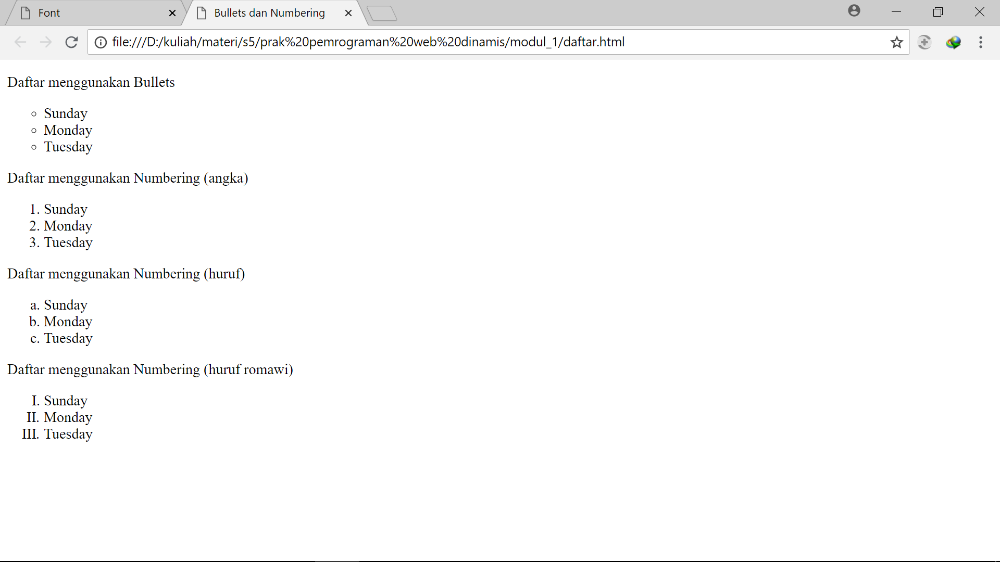 Font
Bullets dan Numbering
file:///D:/kuliah/materi/s5/prak%20pemrograman%20web%20dinamis/modul_1/daftar.html
Daftar menggunakan Bullets
Sunday
Monday
Tuesday
Daftar menggunakan Numbering (angka)
1. Sunday
2. Monday
3. Tuesday
Daftar menggunakan Numbering (huruf)
a. Sunday
b. Monday
c. Tuesday
Daftar menggunakan Numbering (huruf romawi)
I. Sunday
II. Monday
III. Tuesday